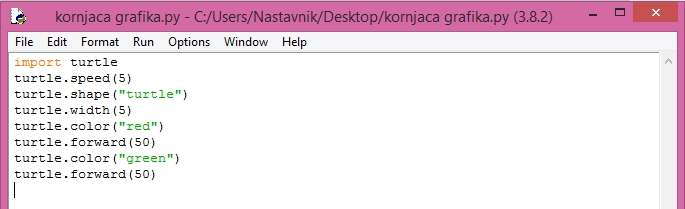 kornjaca grafika.py - C:/Users/Nastavnik/Desktop/kornjaca grafika.py (3.8.2)
File Edit Format Run Options Window Help
import turtle
turtle.speed(5)
turtle.shape("turtle")
turtle.width(5)
turtle.color("red")
turtle.forward(50)
turtle.color("green")
turtle.forward(50)